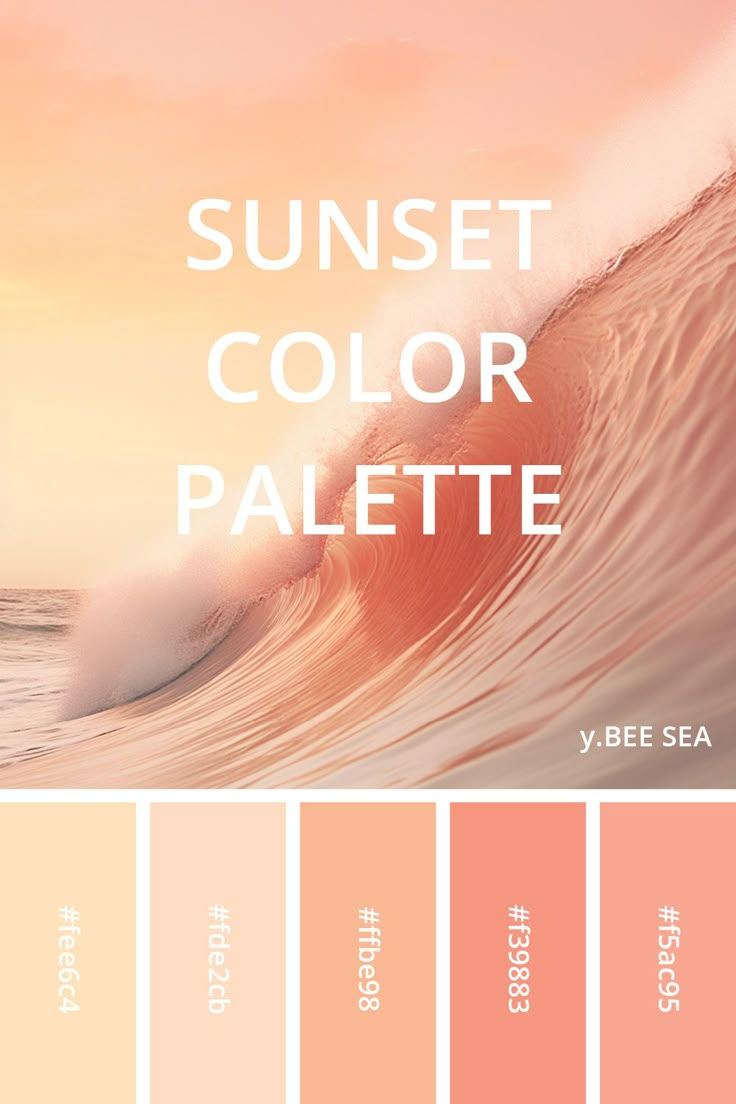 SUNSET
COLOR
PALETTE
y.BEE SEA
#fee6c4
#fde2cb
#ffbe98
#f39883
#f5ac95